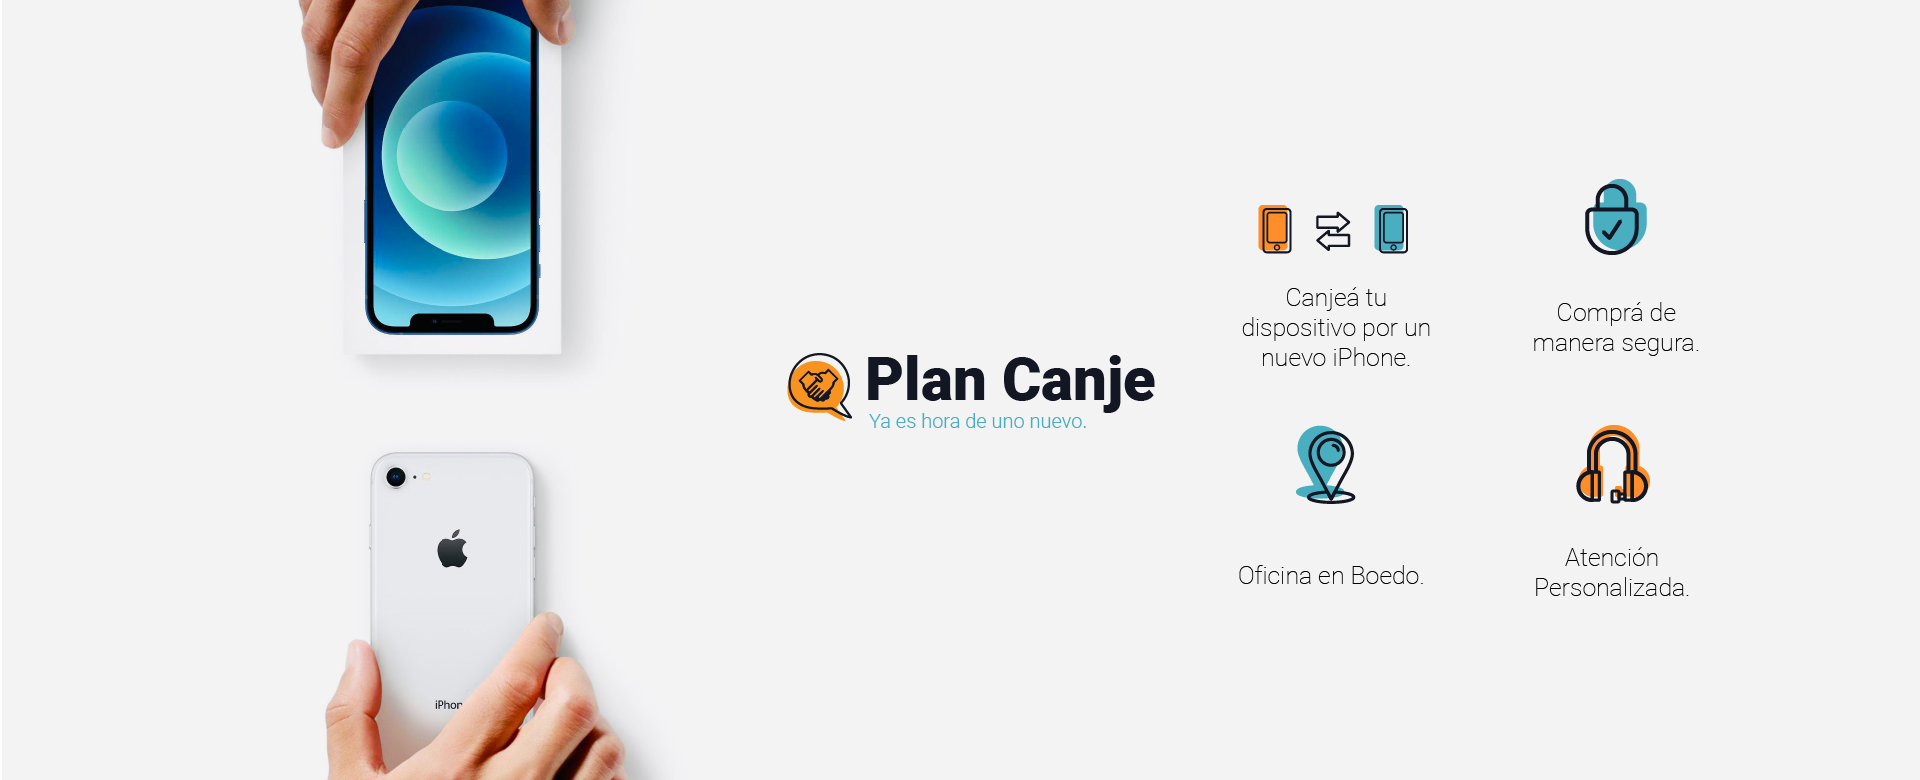 Plan Canje
Ya es hora de uno nuevo.
Canjeá tu
dispositivo por un
nuevo iPhone.
Comprá de
manera segura.
Oficina en Boedo.
Atención
Personalizada.